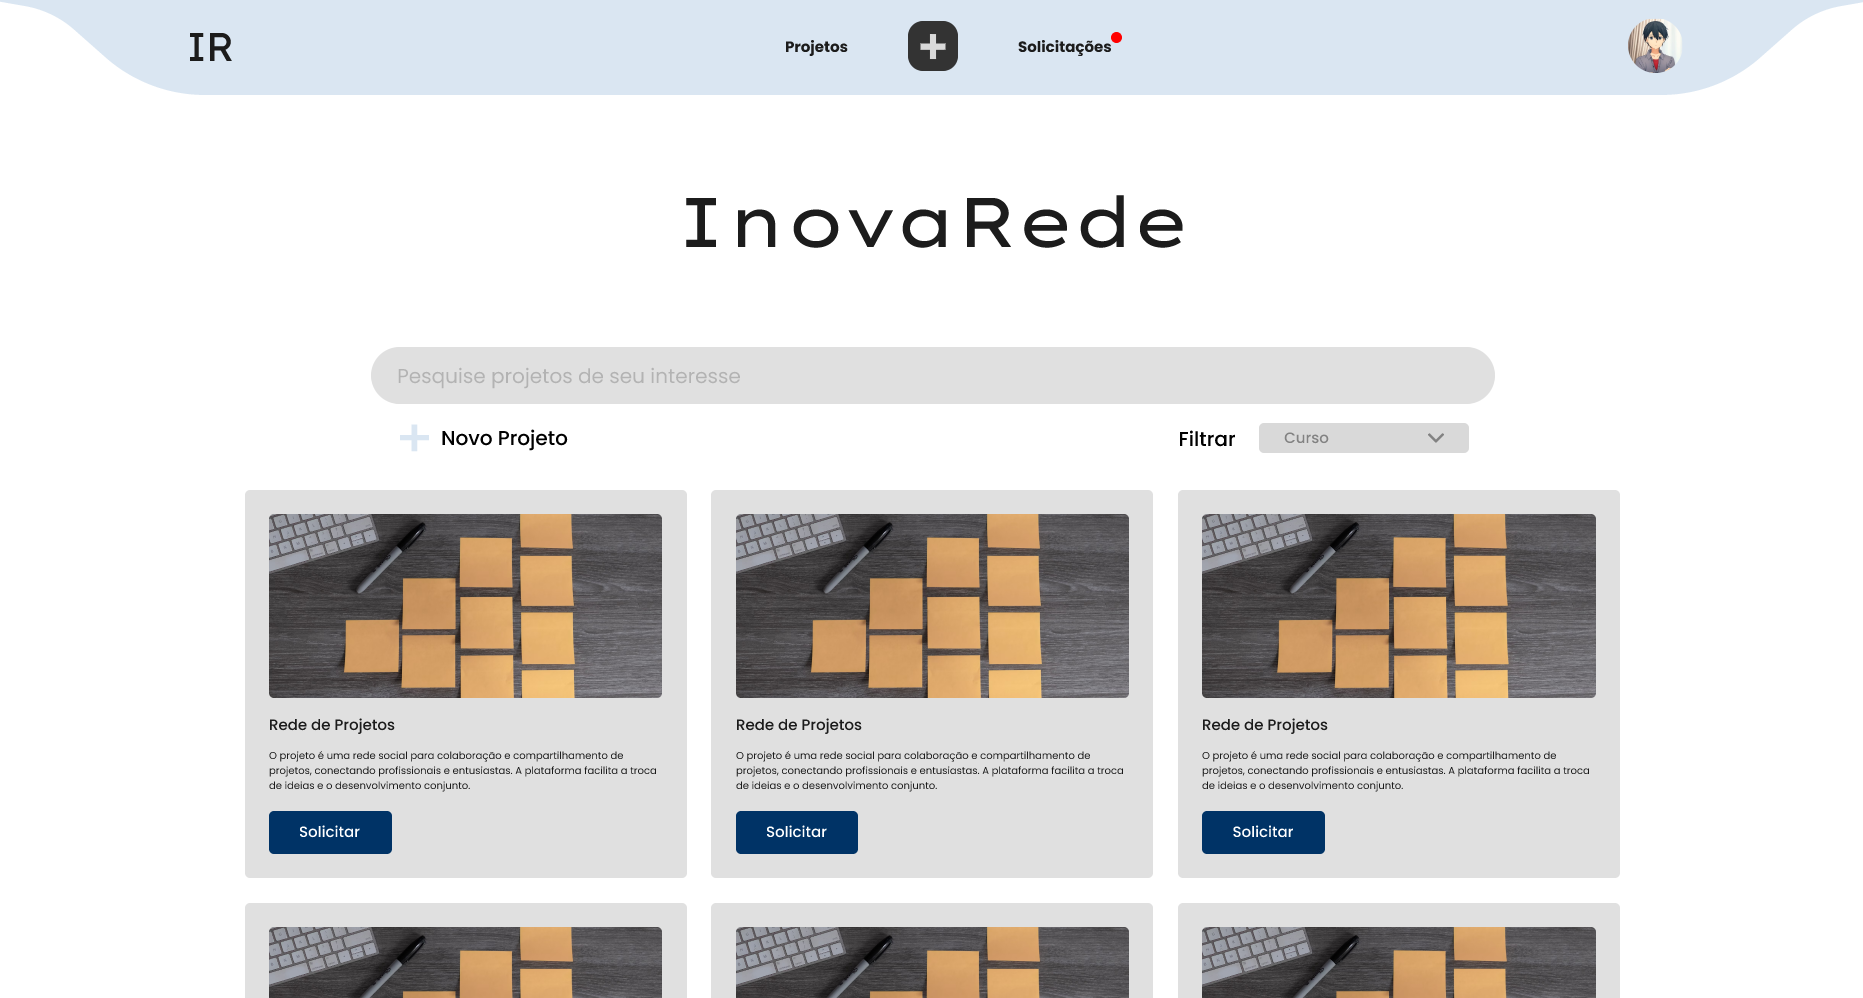 IR
Projetos
Solicitações
InovaRede
Pesquise projetos de seu interesse
Novo Projeto
Filtrar
Curso
Rede de Projetos
O projeto é uma rede social para colaboração e compartilhamento de
projetos, conectando profissionais e entusiastas. A plataforma facilita a troca
de ideias e o desenvolvimento conjunto.
Solicitar
Rede de Projetos
O projeto é uma rede social para colaboração e compartilhamento de
projetos, conectando profissionais e entusiastas. A plataforma facilita a troca
de ideias e o desenvolvimento conjunto.
Solicitar
Rede de Projetos
O projeto é uma rede social para colaboração e compartilhamento de
projetos, conectando profissionais e entusiastas. A plataforma facilita a troca
de ideias e o desenvolvimento conjunto.
Solicitar